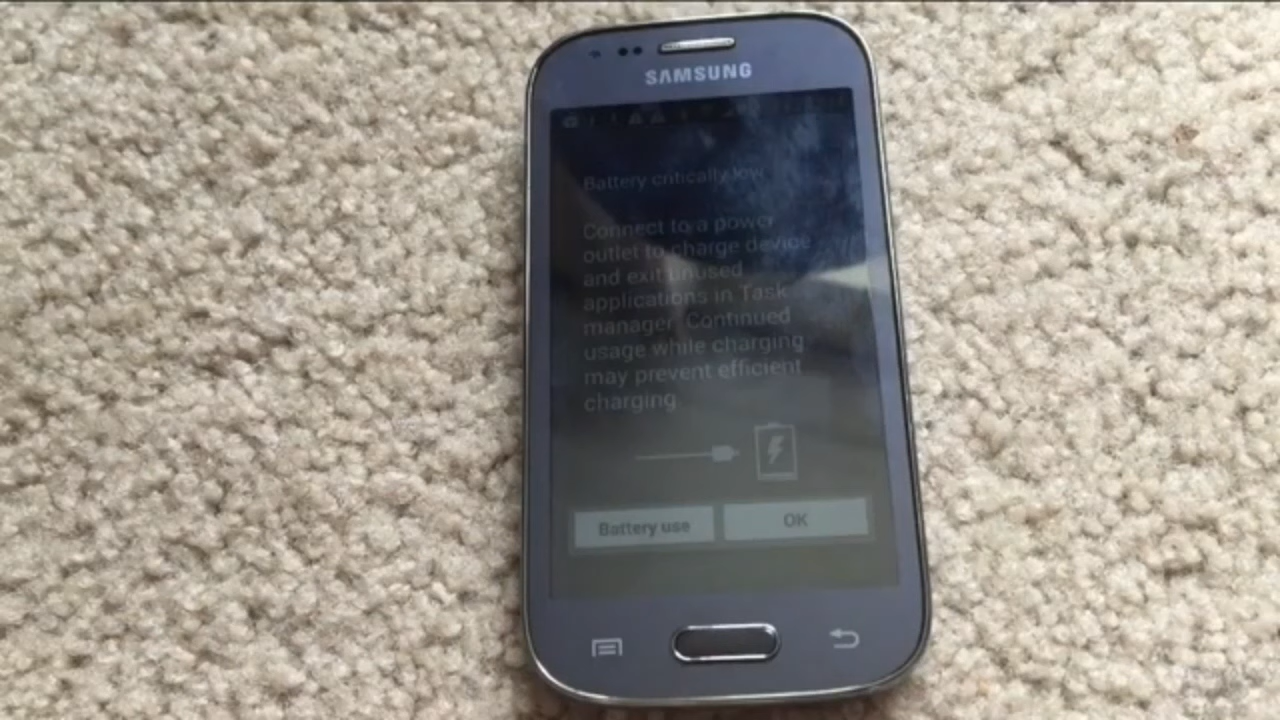 SAMSUNG
Battery critically low
Connect to a power
outlet to charge device
and exit unused
applications in Task
manager. Continued
usage while charging
may prevent efficient
charging
Battery use
OK